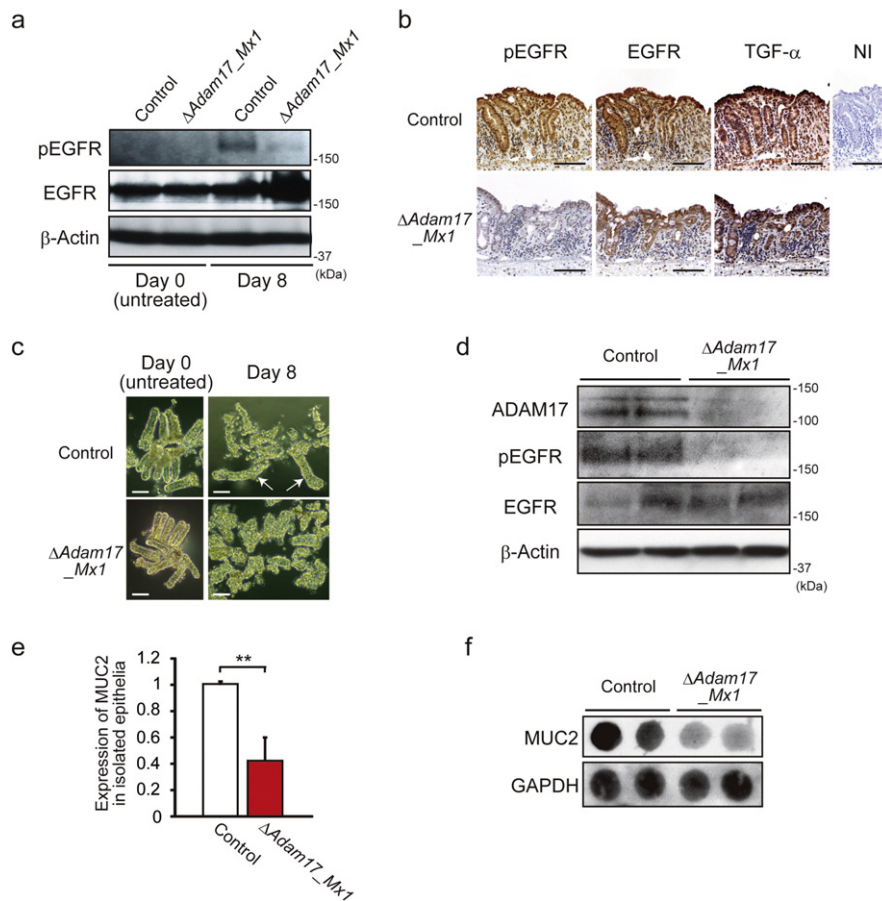 a
Control
ΔAdam17_Mx1
Control
ΔAdam17_Mx1
pEGFR
-150
EGFR
-150
β-Actin
-37
(kDa)
Day 0
(untreated)
Day 8
b
pEGFR
EGFR
TGF-α
NI
Control
ΔAdam17
_Mx1
c
Day 0
(untreated)
Day 8
Control
ΔAdam17
_Mx1
d
Control
ΔAdam17
_Mx1
ADAM17
-150
-100
pEGFR
-150
EGFR
-150
β-Actin
-37
(kDa)
e
Expression of MUC2
in isolated epithelia
1.2
1
0.8
0.6
0.4
0.2
0
**
Control
ΔAdam17_Mx1
f
Control
ΔAdam17
_Mx1
MUC2
GAPDH